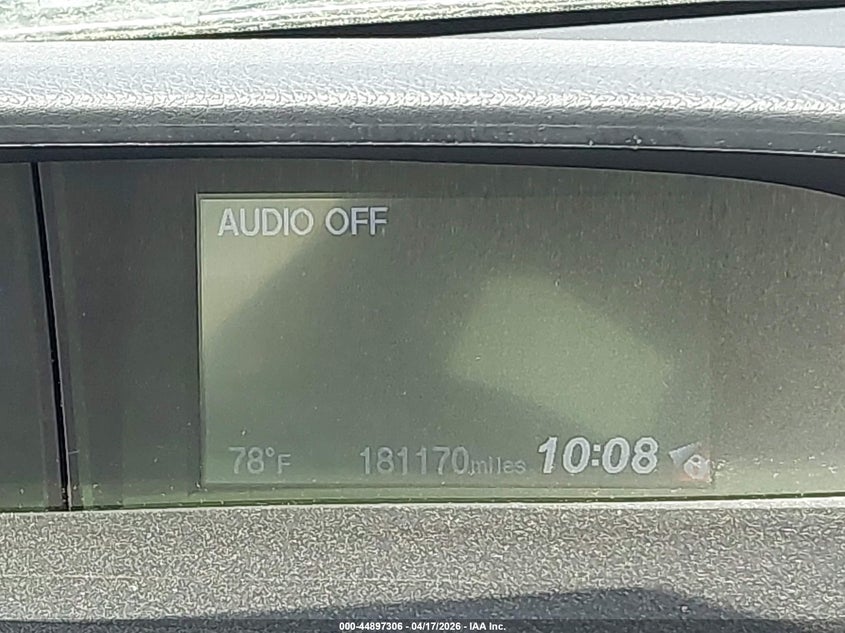 AUDIO OFF
78°F 181170miles 10:08
000-44897306 - 04/17/2026 - IAA Inc.